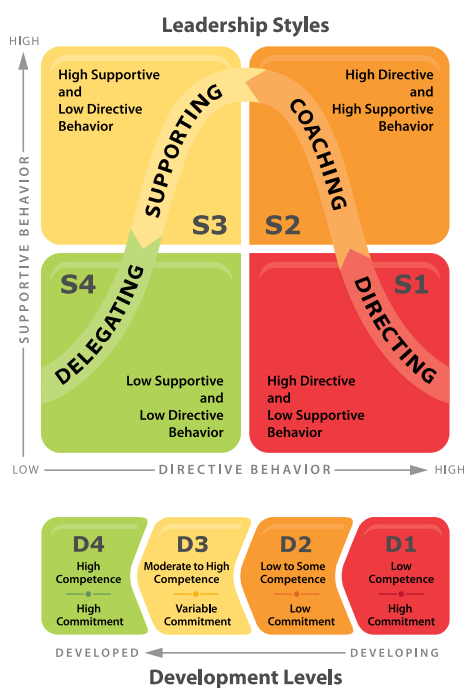 Leadership Styles
HIGH
SUPPORTIVE BEHAVIOR
High Supportive
and
Low Directive
Behavior
SUPPORTING
S3
High Directive
and
High Supportive
Behavior
COACHING
S2
S4
DELEGATING
Low Supportive
and
Low Directive
Behavior
S1
DIRECTING
High Directive
and
Low Supportive
Behavior
LOW
DIRECTIVE BEHAVIOR
HIGH
D4
High
Competence
High
Commitment
D3
Moderate to High
Competence
Variable
Commitment
D2
Low to Some
Competence
Low
Commitment
D1
Low
Competence
High
Commitment
DEVELOPED
DEVELOPING
Development Levels